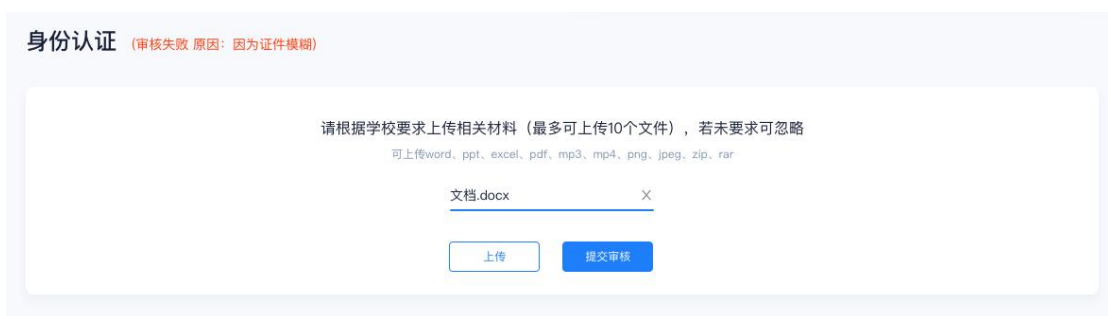 身份认证 (审核失败 原因：因为证件模糊)
请根据学校要求上传相关材料（最多可上传10个文件），若未要求可忽略
可上传word、ppt、excel、pdf、mp3、mp4、png、jpeg、zip、rar
文档.docx X
上传 提交审核